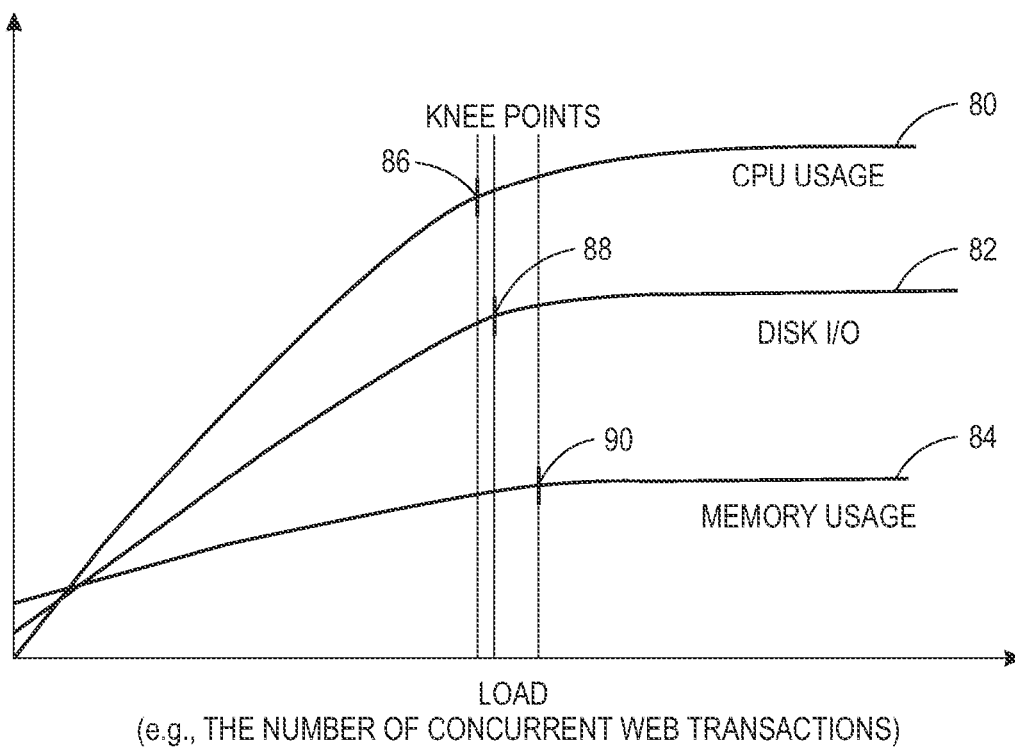 KNEE POINTS
80
86
CPU USAGE
88
82
DISK I/O
90
84
MEMORY USAGE
LOAD
(e.g., THE NUMBER OF CONCURRENT WEB TRANSACTIONS)